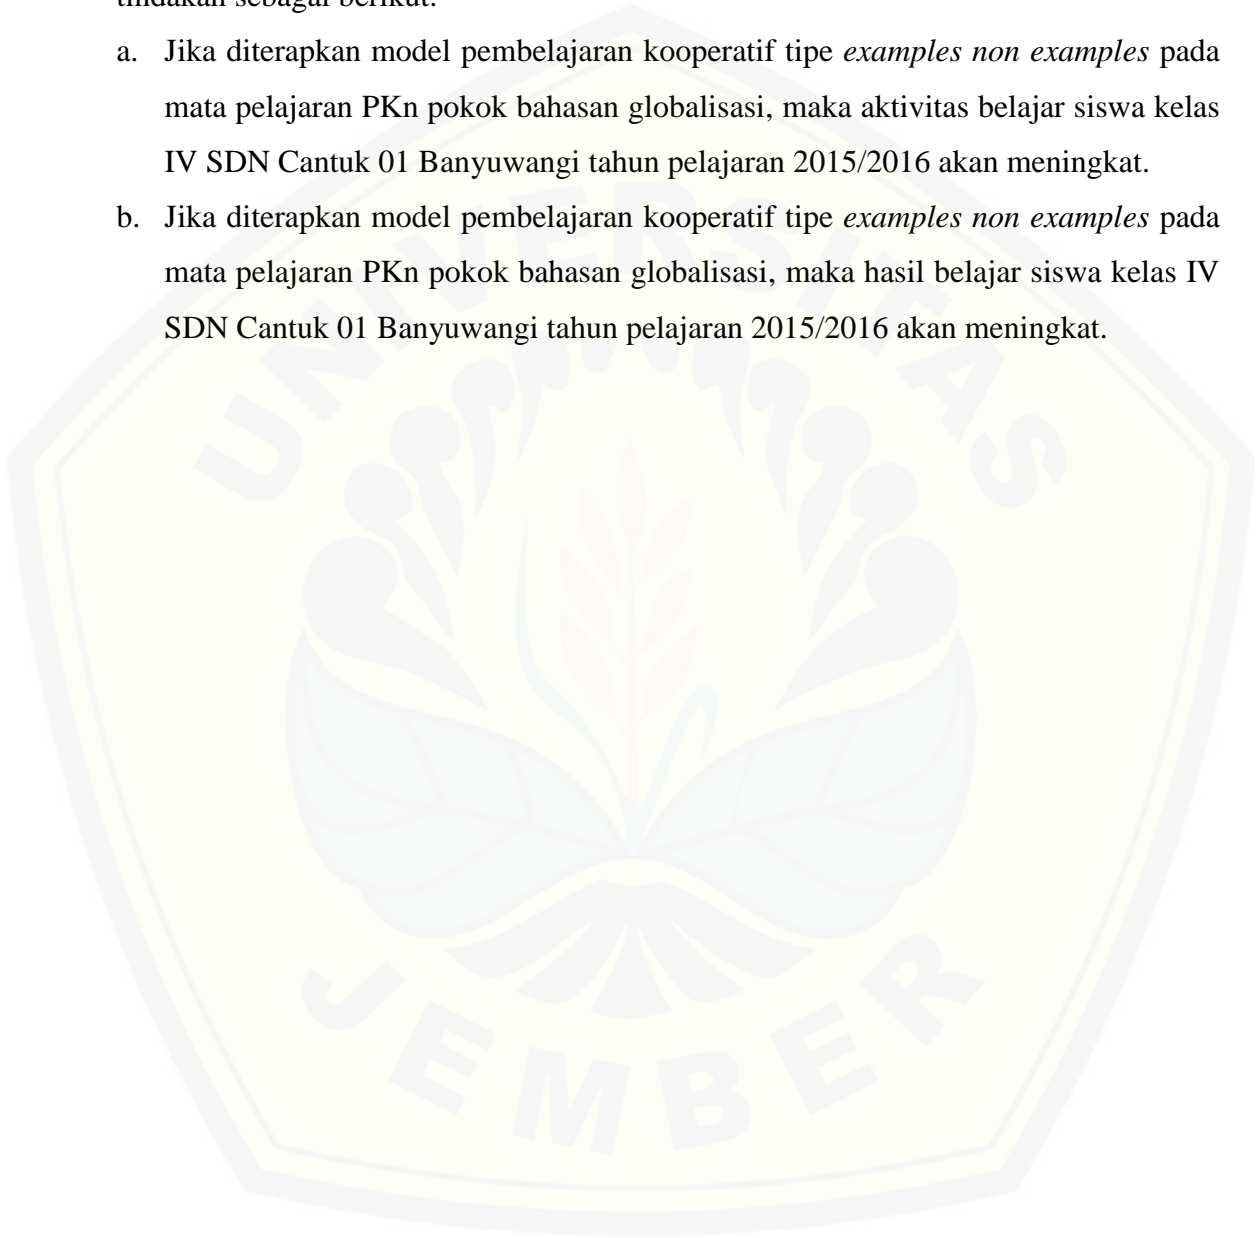 tindakan sebagai berikut.
a. Jika diterapkan model pembelajaran kooperatif tipe examples non examples pada
mata pelajaran PKn pokok bahasan globalisasi, maka aktivitas belajar siswa kelas
IV SDN Cantuk 01 Banyuwangi tahun pelajaran 2015/2016 akan meningkat.
b. Jika diterapkan model pembelajaran kooperatif tipe examples non examples pada
mata pelajaran PKn pokok bahasan globalisasi, maka hasil belajar siswa kelas IV
SDN Cantuk 01 Banyuwangi tahun pelajaran 2015/2016 akan meningkat.
UNIVERSITAS
JEMBER